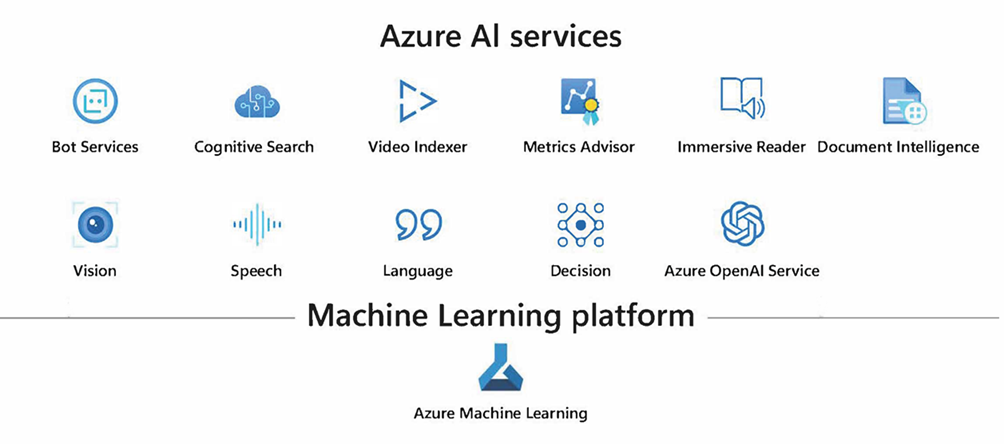 Azure AI services
Bot Services
Cognitive Search
Video Indexer
Metrics Advisor
Immersive Reader
Document Intelligence
Vision
Speech
Language
Decision
Azure OpenAI Service
Machine Learning platform
Azure Machine Learning